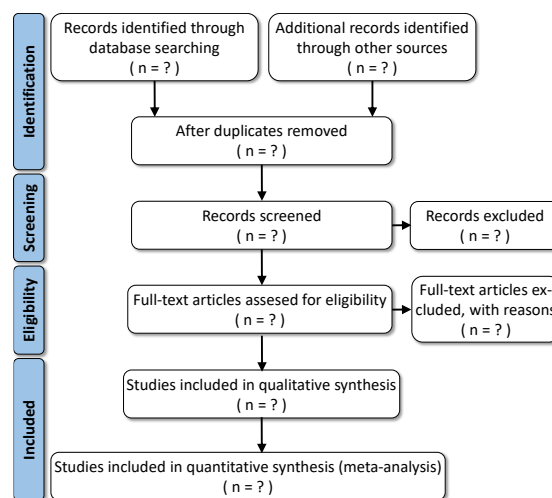 Identification
Records identified through
database searching
( n = ? )
Additional records identified
through other sources
( n = ? )
After duplicates removed
( n = ? )
Screening
Records screened
( n = ? )
Records excluded
( n = ? )
Eligibility
Full-text articles assesed for eligibility
( n = ? )
Full-text articles ex-
cluded, with reasons
( n = ? )
Included
Studies included in qualitative synthesis
( n = ? )
Studies included in quantitative synthesis (meta-analysis)
( n = ? )